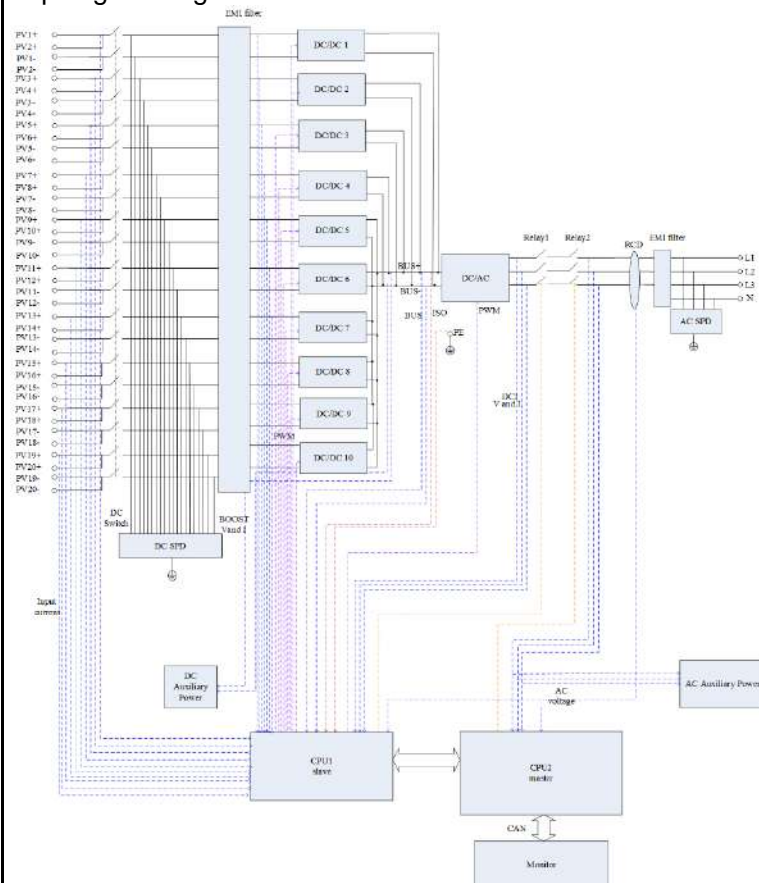 EMI filter
PV1+
PV2+
PV1-
PV2-
PV3+
PV4+
PV3-
PV4-
PV5+
PV6+
PV5-
PV6-
PV7+
PV8+
PV7-
PV8-
PV9+
PV10+
PV9-
PV10-
PV11+
PV12+
PV11-
PV12-
PV13+
PV14+
PV13-
PV14-
PV15+
PV16+
PV15-
PV16-
PV17+
PV18+
PV17-
PV18-
PV19+
PV20+
PV19-
PV20-
DC/DC 1
DC/DC 2
DC/DC 3
DC/DC 4
DC/DC 5
DC/DC 6
DC/DC 7
DC/DC 8
DC/DC 9
DC/DC 10
PWM
BUS+
BUS-
BUS
ISO
PE
DC/AC
PWM
Relay1
Relay2
RCD
EMI filter
L1
L2
L3
N
AC SPD
DCI
V and I
DC
Switch
DC SPD
BOOST
Vand I
Input
current
DC
Auxiliary
Power
AC
voltage
AC Auxiliary Power
CPU1
slave
CPU2
master
CAN
Monitor